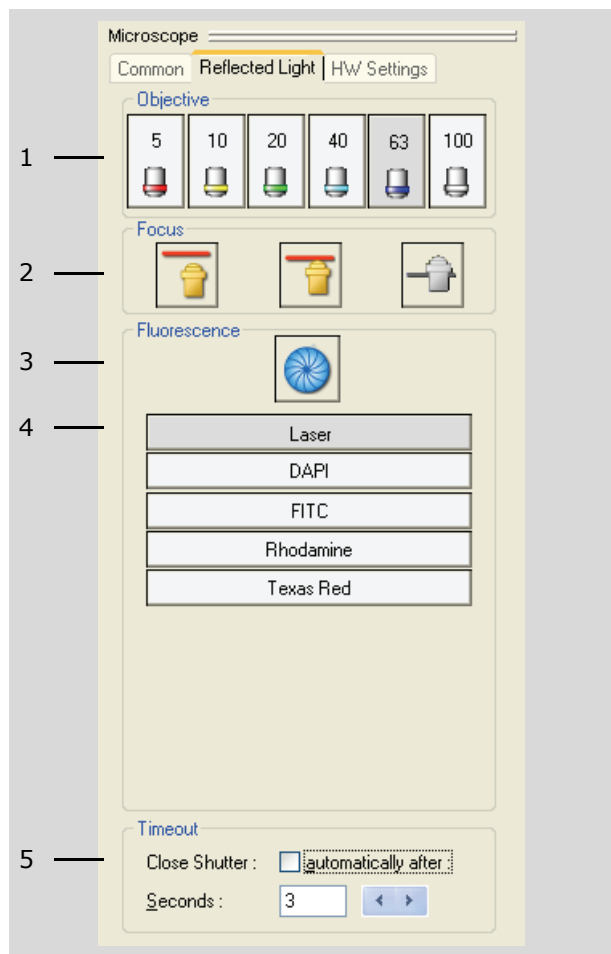 Microscope
Common Reflected Light HW Settings
Objective
1
5 10 20 40 63 100
Focus
2
Fluorescence
3
4
Laser
DAPI
FITC
Rhodamine
Texas Red
Timeout
5
Close Shutter : automatically after :
Seconds : 3